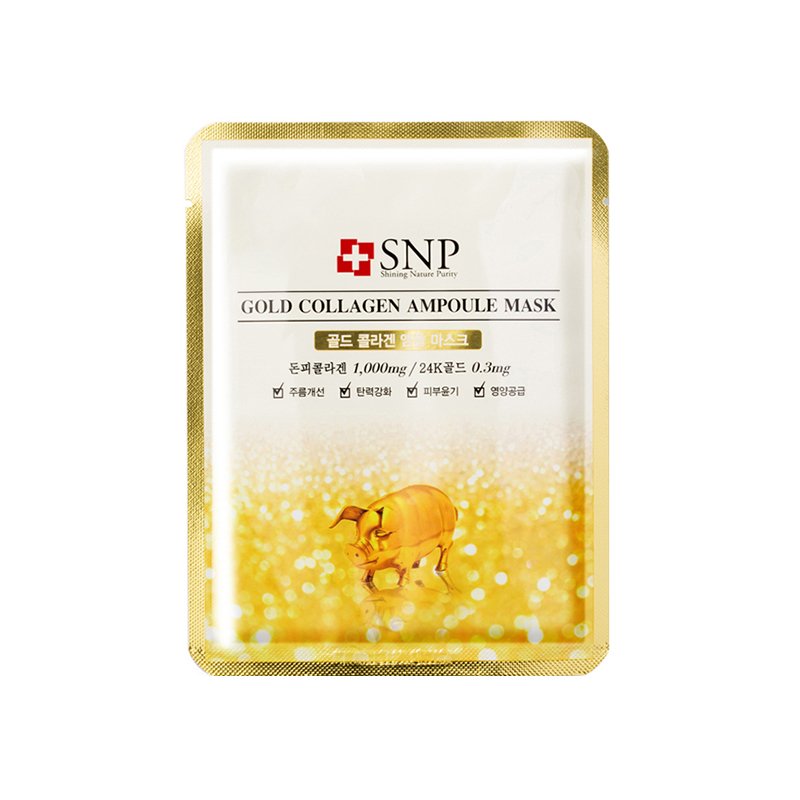 SNP
Shining Nature Purity
GOLD COLLAGEN AMPOULE MASK
골드 콜라겐 마스크
돈피콜라겐 1,000mg / 24K골드 0.3mg
주름개선 탄력강화 피부윤기 영양공급